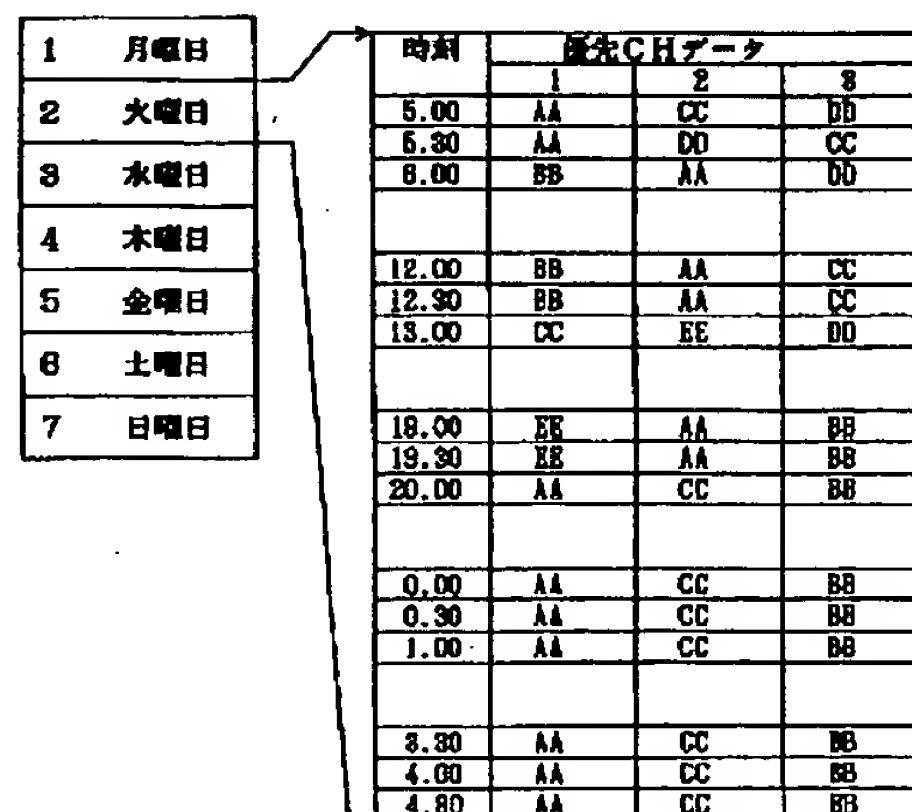 1 月曜日
2 火曜日
3 水曜日
4 木曜日
5 金曜日
6 土曜日
7 日曜日
時刻 優先CHデータ
1 2 3
5.00 AA CC DD
5.30 AA DD CC
6.00 BB AA DD
12.00 BB AA CC
12.30 BB AA CC
13.00 CC EE DD
19.00 EE AA BB
19.30 EE AA BB
20.00 AA CC BB
0.00 AA CC BB
0.30 AA CC BB
1.00 AA CC BB
3.30 AA CC BB
4.00 AA CC BB
4.30 AA CC BB